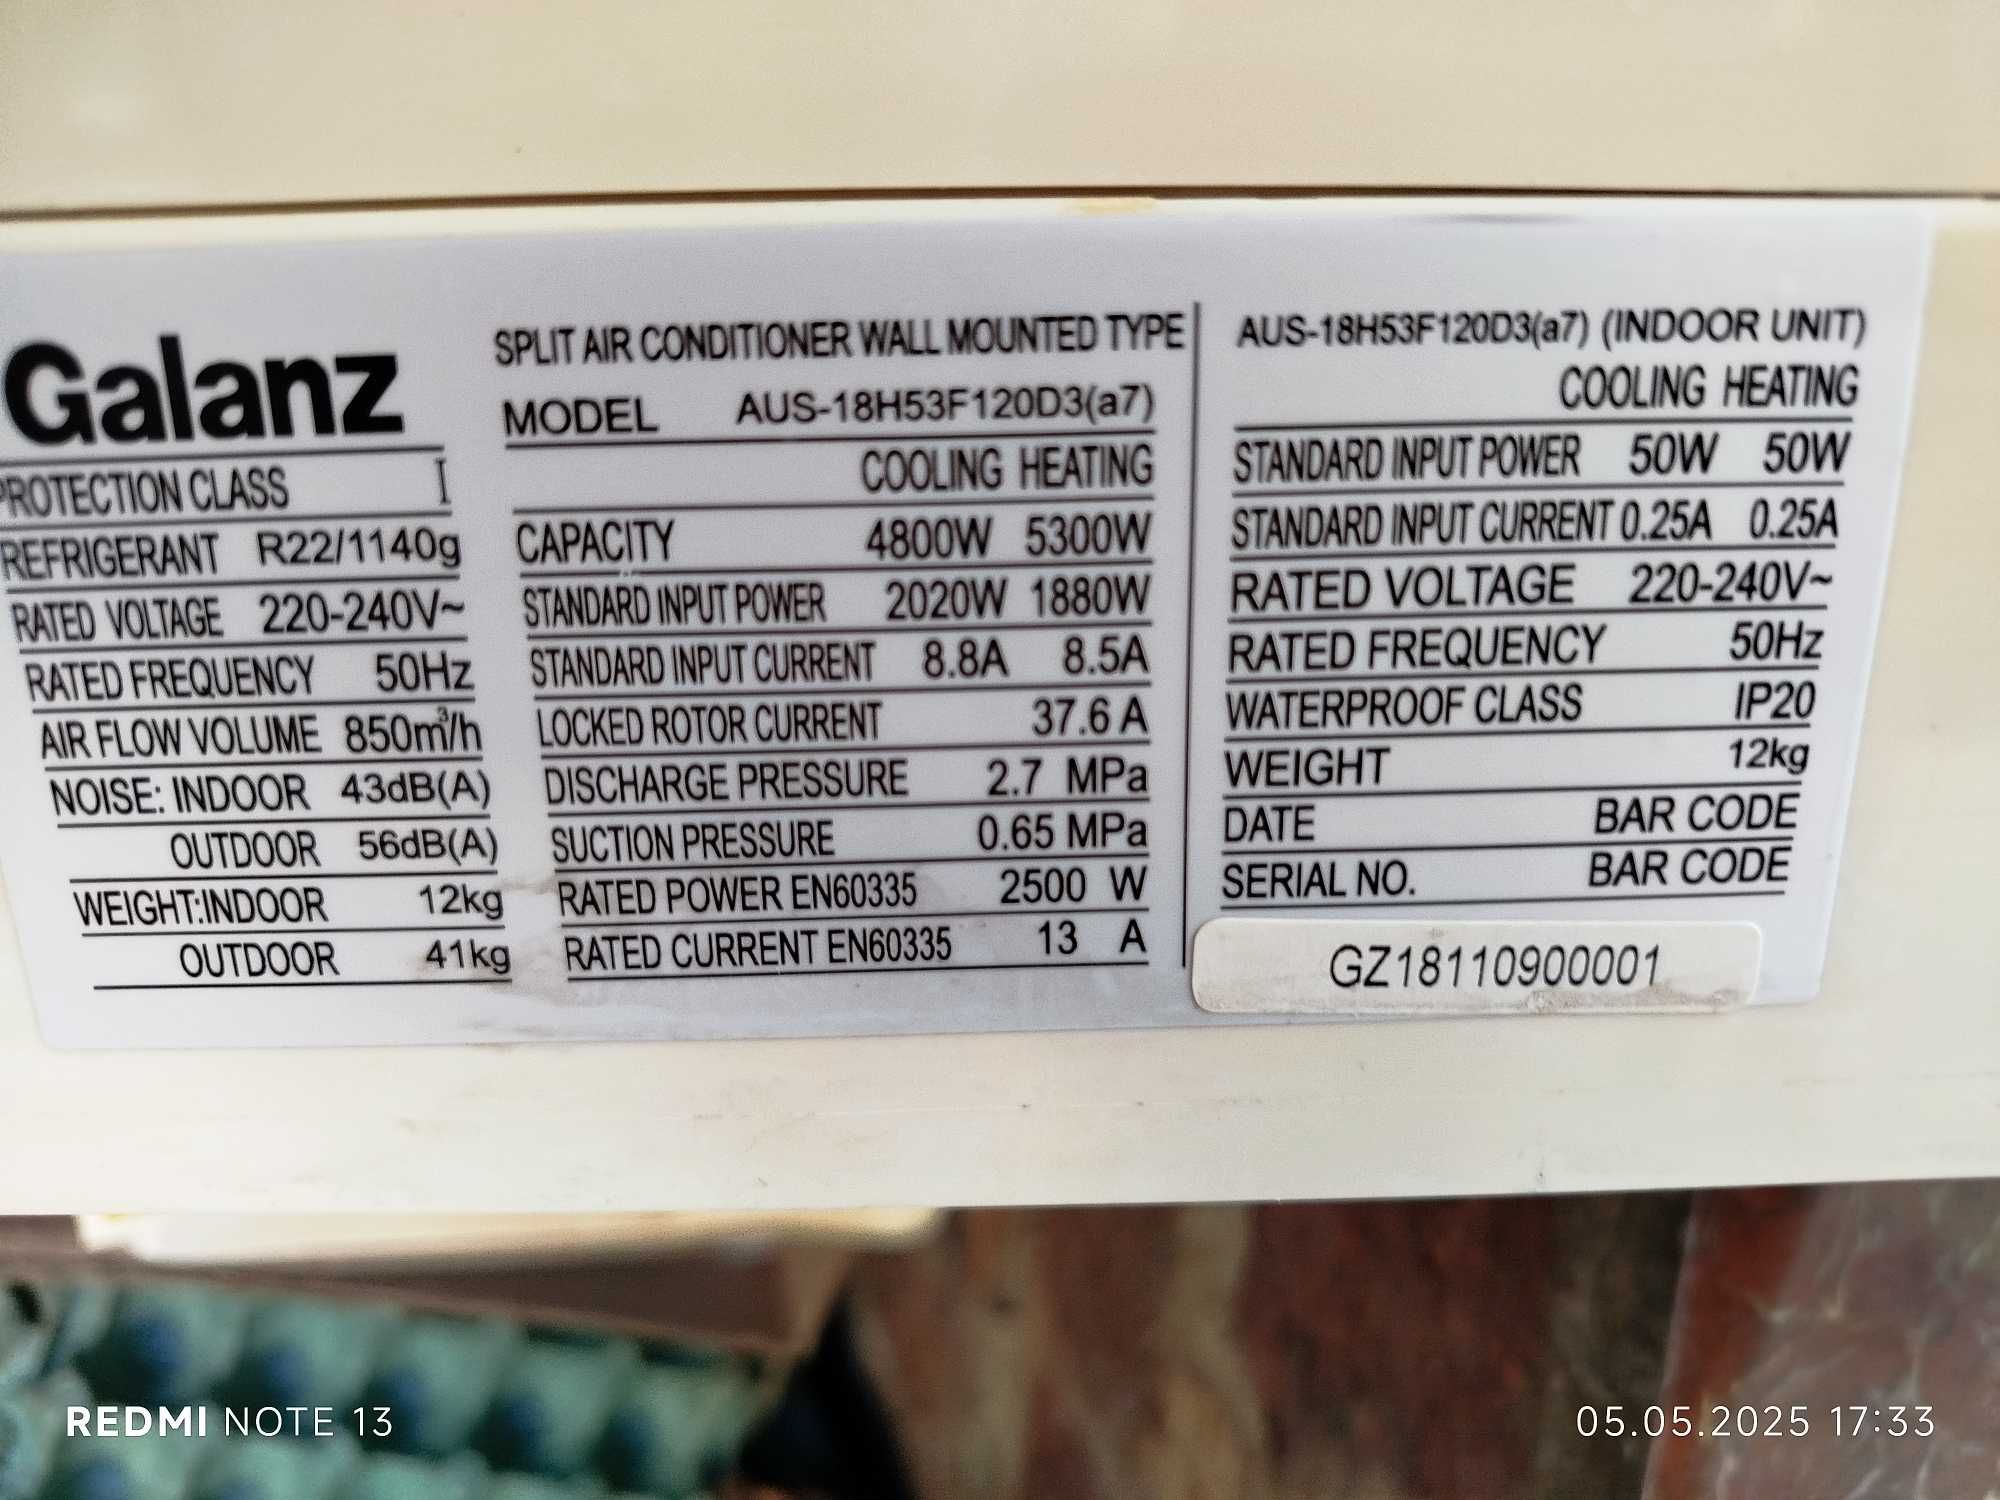 Galanz
PROTECTION CLASS I
REFRIGERANT R22/1140g
RATED VOLTAGE 220-240V~
RATED FREQUENCY 50Hz
AIR FLOW VOLUME 850m³/h
NOISE: INDOOR 43dB(A)
OUTDOOR 56dB(A)
WEIGHT:INDOOR 12kg
OUTDOOR 41kg
SPLIT AIR CONDITIONER WALL MOUNTED TYPE
MODEL AUS-18H53F120D3(a7)
COOLING HEATING
CAPACITY 4800W 5300W
STANDARD INPUT POWER 2020W 1880W
STANDARD INPUT CURRENT 8.8A 8.5A
LOCKED ROTOR CURRENT 37.6 A
DISCHARGE PRESSURE 2.7 MPa
SUCTION PRESSURE 0.65 MPa
RATED POWER EN60335 2500 W
RATED CURRENT EN60335 13 A
AUS-18H53F120D3(a7) (INDOOR UNIT)
COOLING HEATING
STANDARD INPUT POWER 50W 50W
STANDARD INPUT CURRENT 0.25A 0.25A
RATED VOLTAGE 220-240V~
RATED FREQUENCY 50Hz
WATERPROOF CLASS IP20
WEIGHT 12kg
DATE BAR CODE
SERIAL NO. BAR CODE
GZ18110900001
REDMI NOTE 13
05.05.2025 17:33